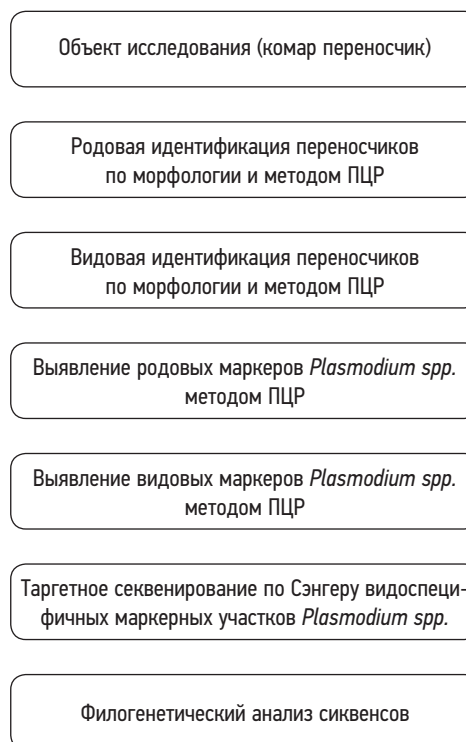 Объект исследования (комар переносчик)
Родовая идентификация переносчиков
по морфологии и методом ПЦР
Видовая идентификация переносчиков
по морфологии и методом ПЦР
Выявление родовых маркеров Plasmodium spp.
методом ПЦР
Выявление видовых маркеров Plasmodium spp.
методом ПЦР
Таргетное секвенирование по Сэнгеру видоспеци-
фичных маркерных участков Plasmodium spp.
Филогенетический анализ сиквенсов